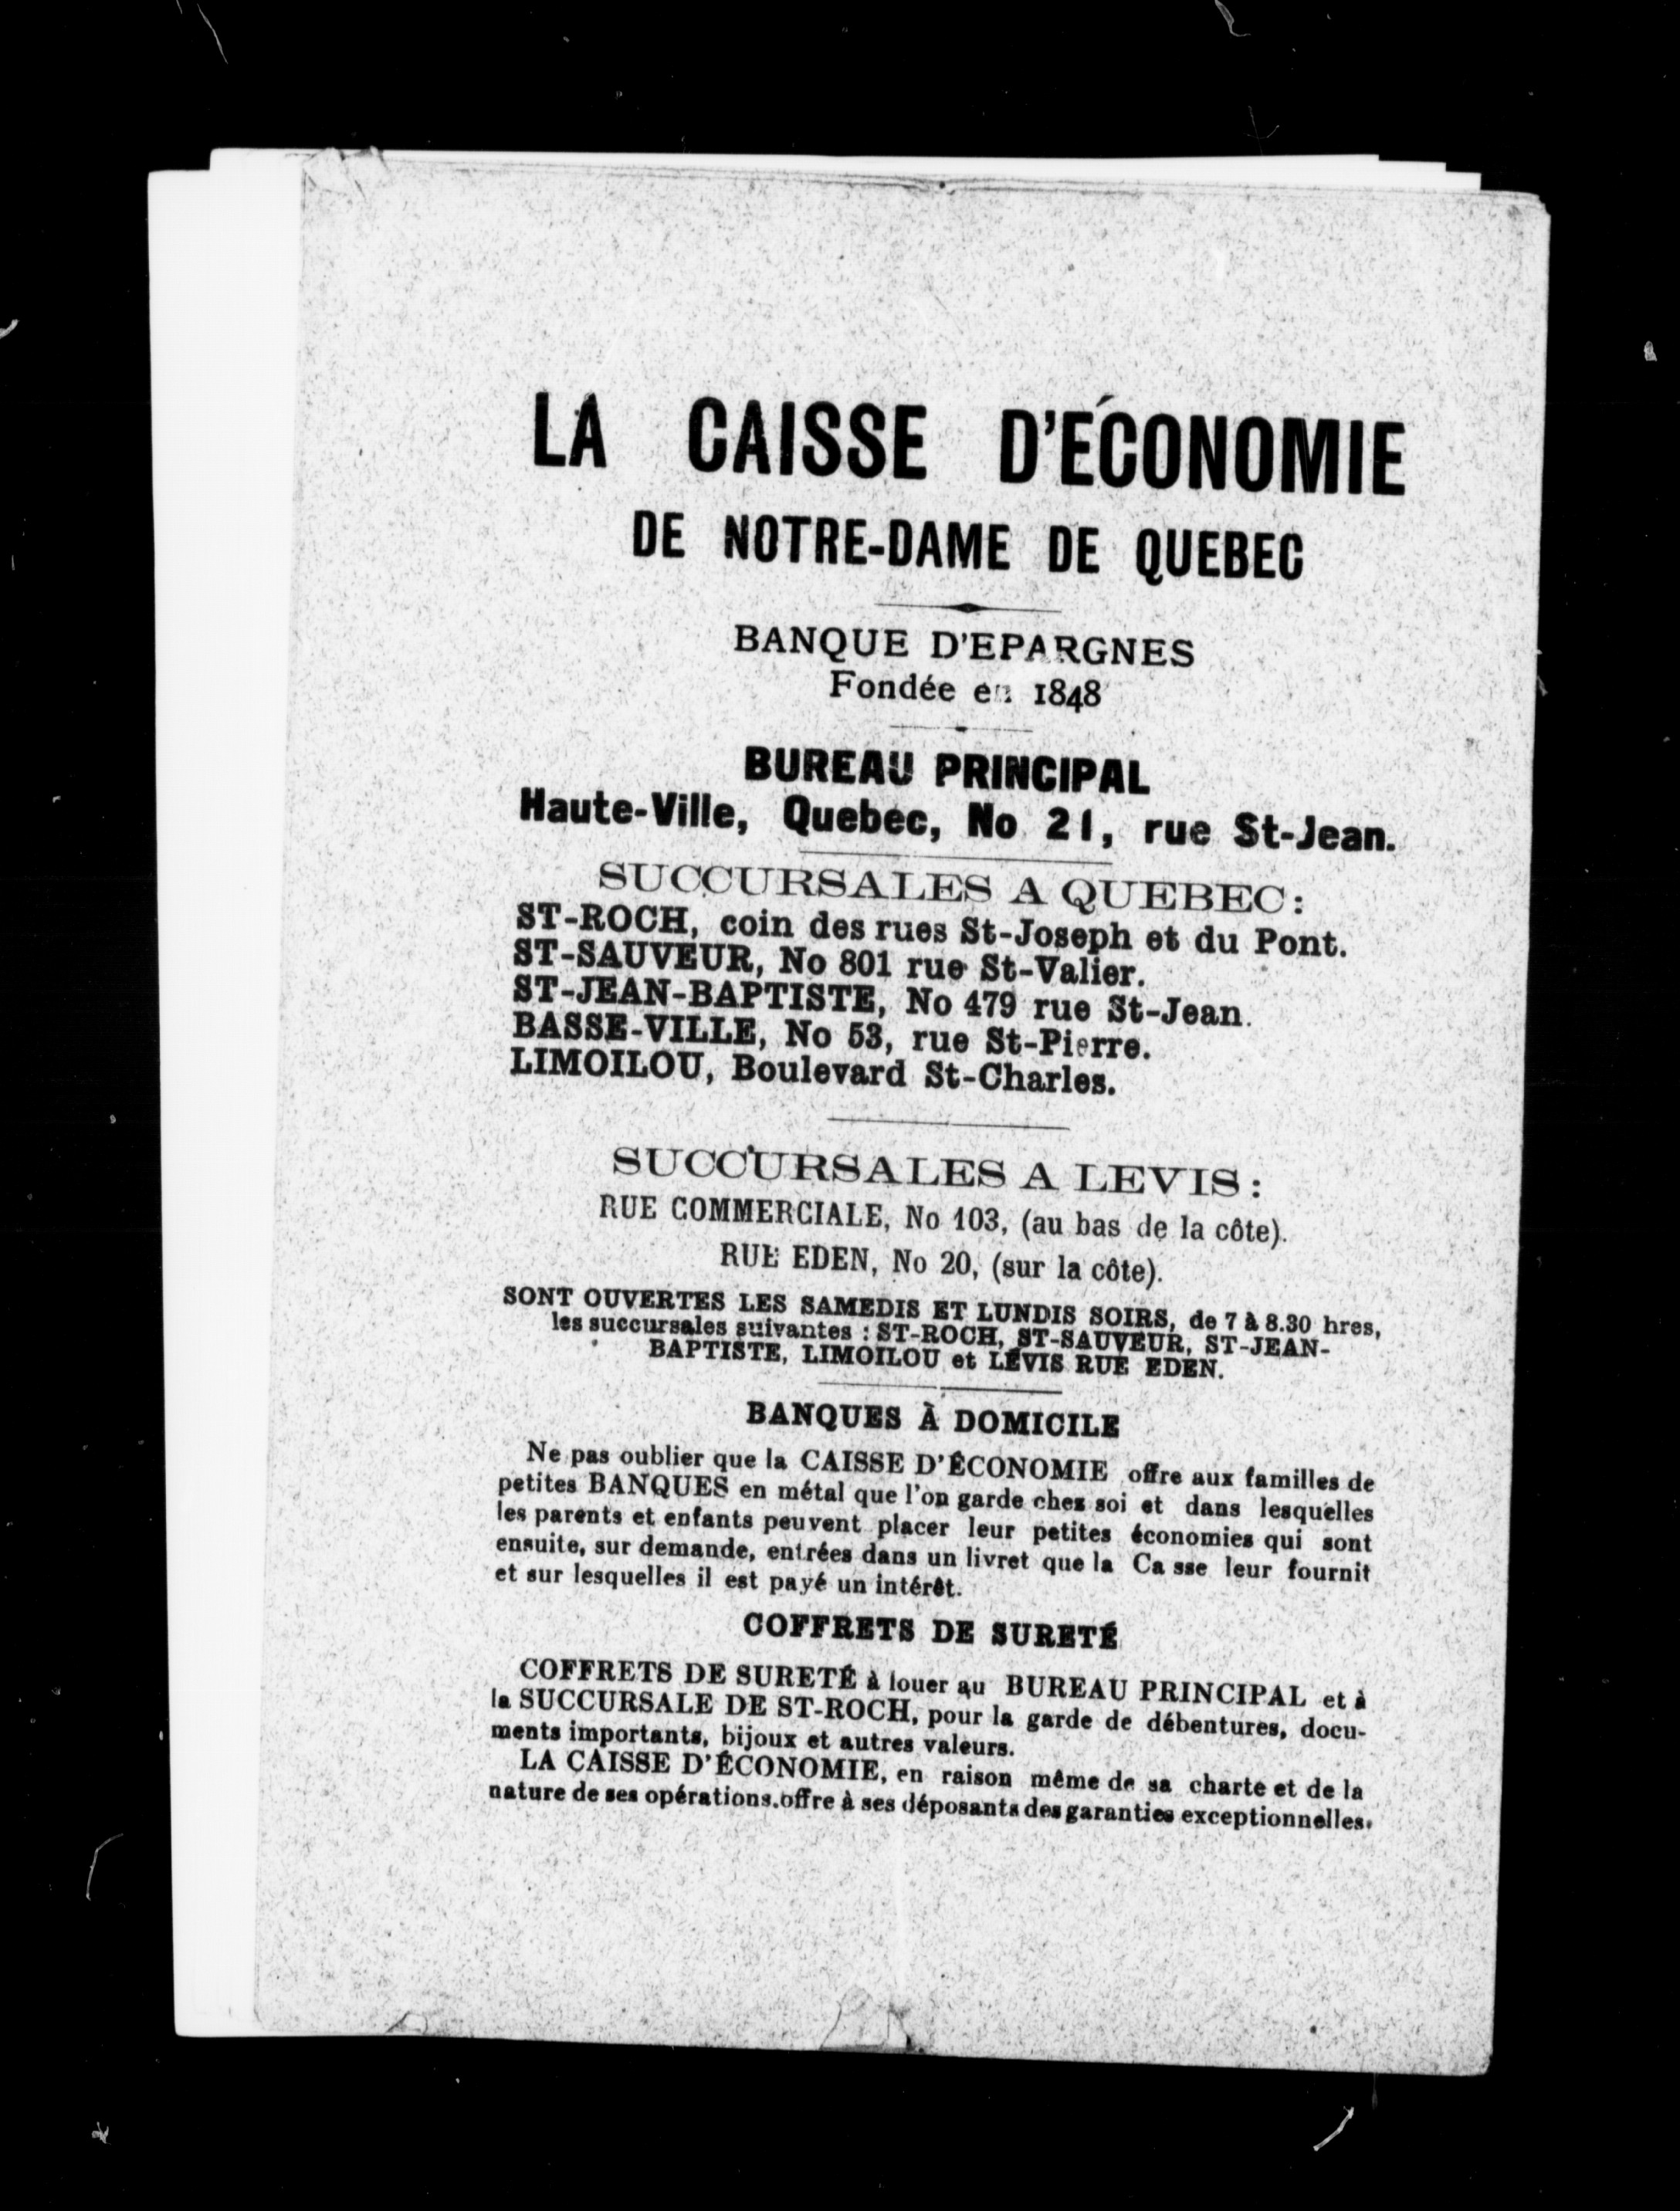 LA CAISSE D'ÉCONOMIE
DE NOTRE-DAME DE QUEBEC
BANQUE D'EPARGNES
Fondée en 1848
BUREAU PRINCIPAL
Haute-Ville, Quebec, No 21, rue St-Jean.
SUCCURSALES A QUEBEC:
ST-ROCH, coin des rues St-Joseph et du Pont.
ST-SAUVEUR, No 801 rue St-Valier.
ST-JEAN-BAPTISTE, No 479 rue St-Jean.
BASSE-VILLE, No 53, rue St-Pierre.
LIMOILOU, Boulevard St-Charles.
SUCCURSALES A LEVIS:
RUE COMMERCIALE, No 103, (au bas de la côte).
RUE EDEN, No 20, (sur la côte).
SONT OUVERTES LES SAMEDIS ET LUNDIS SOIRS, de 7 à 8.30 hres,
les succursales suivantes : ST-ROCH, ST-SAUVEUR, ST-JEAN-
BAPTISTE, LIMOILOU et LÉVIS RUE EDEN.
BANQUES À DOMICILE
Ne pas oublier que la CAISSE D'ÉCONOMIE offre aux familles de
petites BANQUES en métal que l'on garde chez soi et dans lesquelles
les parents et enfants peuvent placer leur petites économies qui sont
ensuite, sur demande, entrées dans un livret que la Ca sse leur fournit
et sur lesquelles il est payé un intérêt.
COFFRETS DE SURETÉ
COFFRETS DE SURETÉ à louer au BUREAU PRINCIPAL et à
la SUCCURSALE DE ST-ROCH, pour la garde de débentures, docu-
ments importants, bijoux et autres valeurs.
LA CAISSE D'ÉCONOMIE, en raison même de sa charte et de la
nature de ses opérations.offre à ses déposants des garanties exceptionnelles.